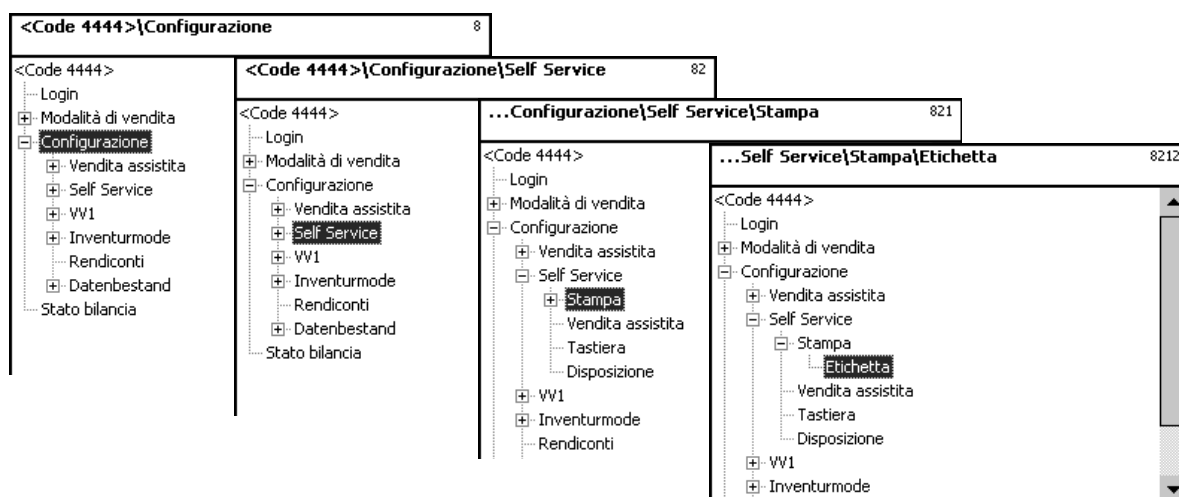 <Code 4444>\Configurazione 8
<Code 4444>
Login
Modalità di vendita
Configurazione
Vendita assistita
Self Service
VV1
Inventurmode
Rendiconti
Datenbestand
Stato bilancia
<Code 4444>\Configurazione\Self Service 82
<Code 4444>
Login
Modalità di vendita
Configurazione
Vendita assistita
Self Service
VV1
Inventurmode
Rendiconti
Datenbestand
Stato bilancia
...Configurazione\Self Service\Stampa 821
<Code 4444>
Login
Modalità di vendita
Configurazione
Vendita assistita
Self Service
Stampa
Vendita assistita
Tastiera
Disposizione
VV1
Inventurmode
Rendiconti
...Self Service\Stampa\Etichetta 8212
<Code 4444>
Login
Modalità di vendita
Configurazione
Vendita assistita
Self Service
Stampa
Etichetta
Vendita assistita
Tastiera
Disposizione
VV1
Inventurmode